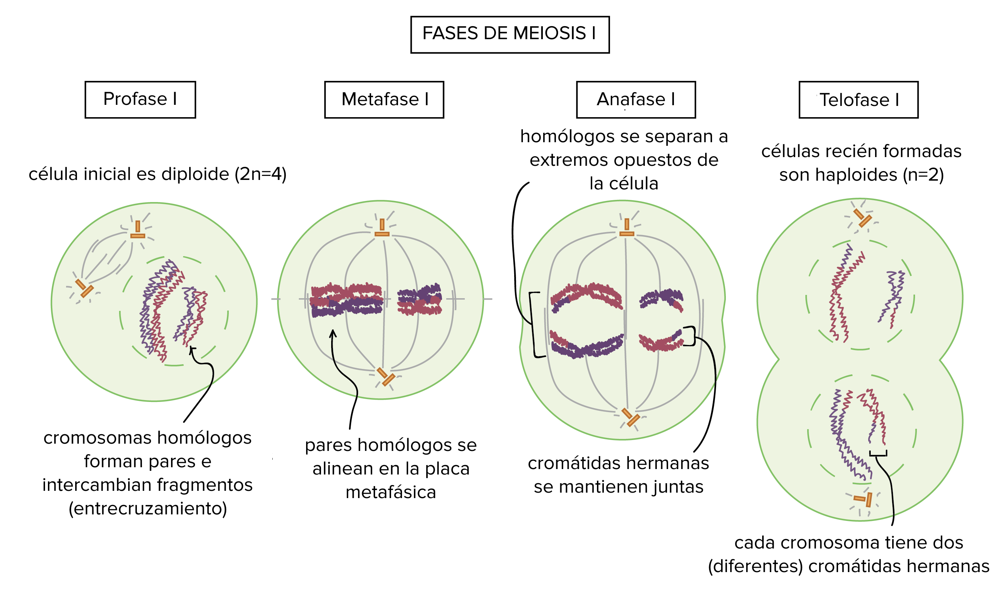 FASES DE MEIOSIS I
Profase I
célula inicial es diploide (2n=4)
cromosomas homólogos
forman pares e
intercambian fragmentos
(entrecruzamiento)
Metafase I
pares homólogos se
alinean en la placa
metafásica
Anafase I
homólogos se separan a
extremos opuestos de
la célula
cromátidas hermanas
se mantienen juntas
Telofase I
células recién formadas
son haploides (n=2)
cada cromosoma tiene dos
(diferentes) cromátidas hermanas